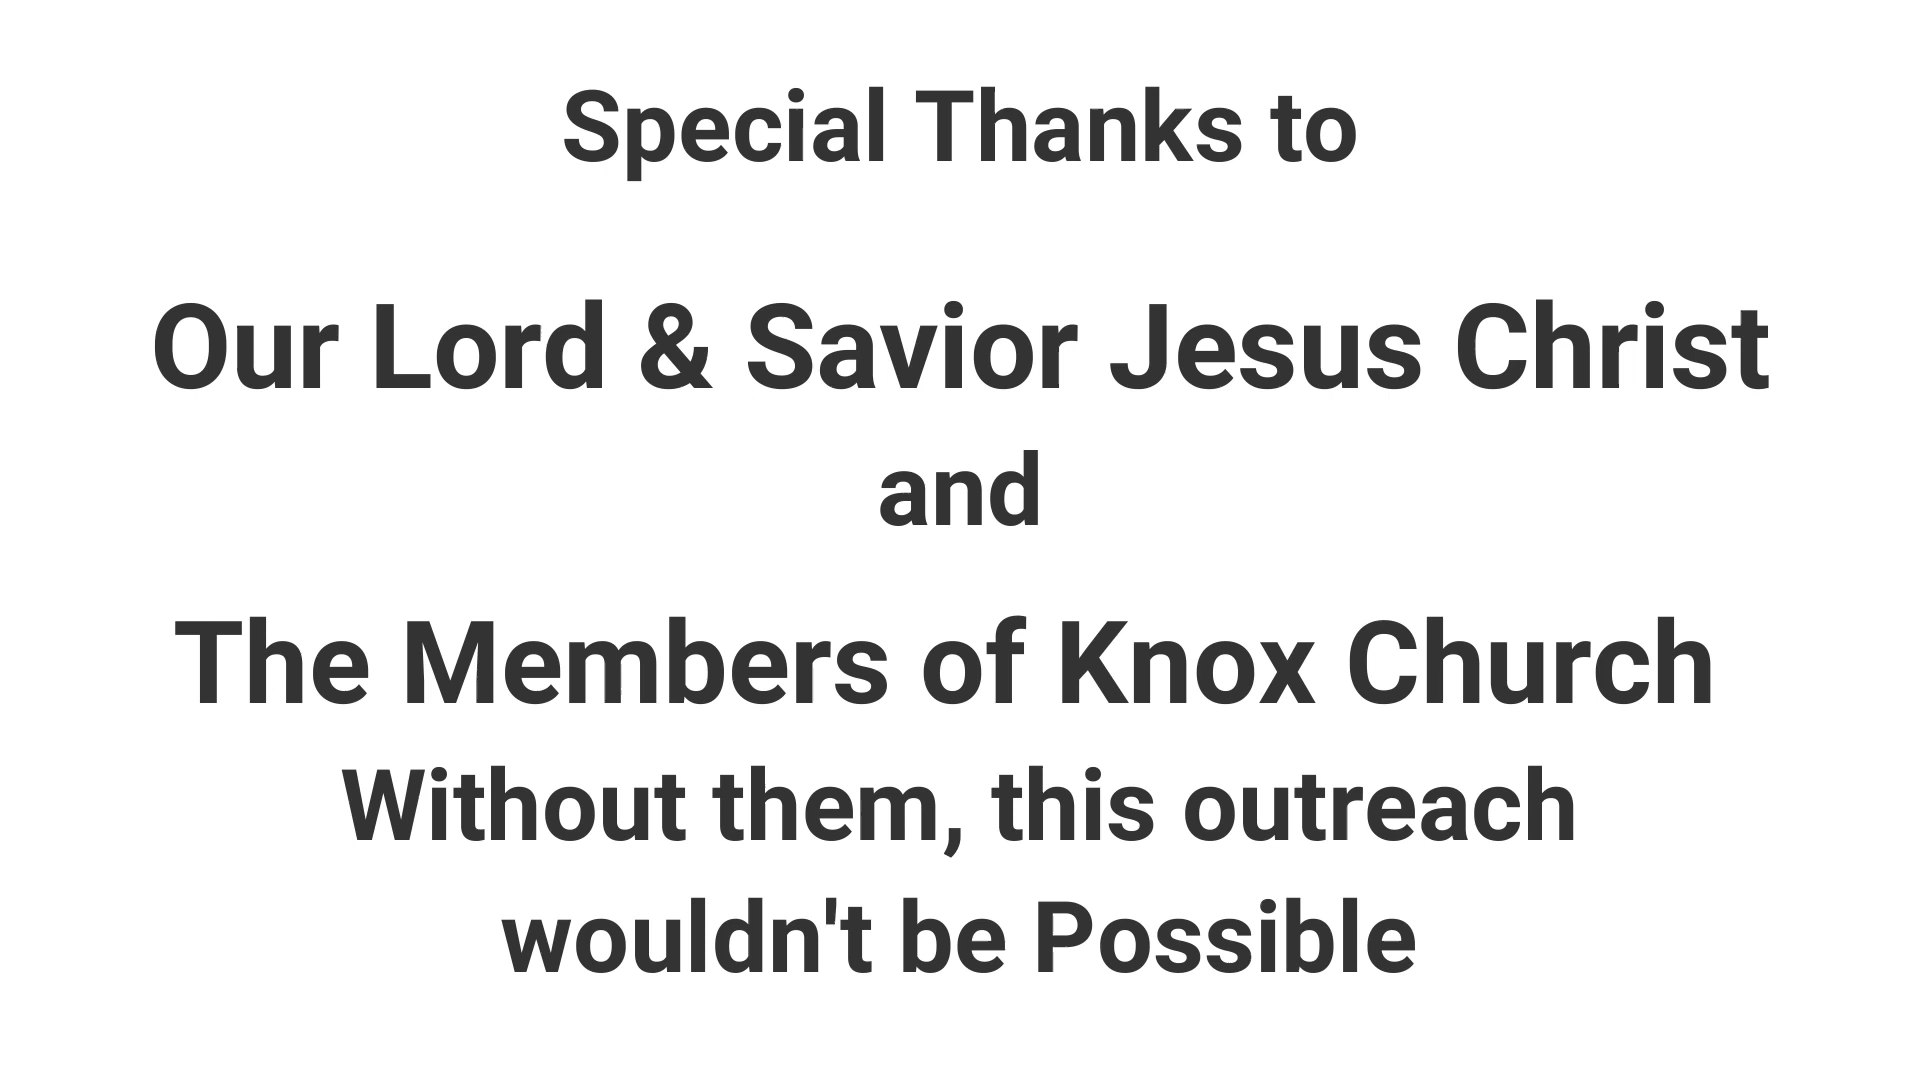 Special Thanks to
Our Lord & Savior Jesus Christ
and
The Members of Knox Church
Without them, this outreach
wouldn't be Possible